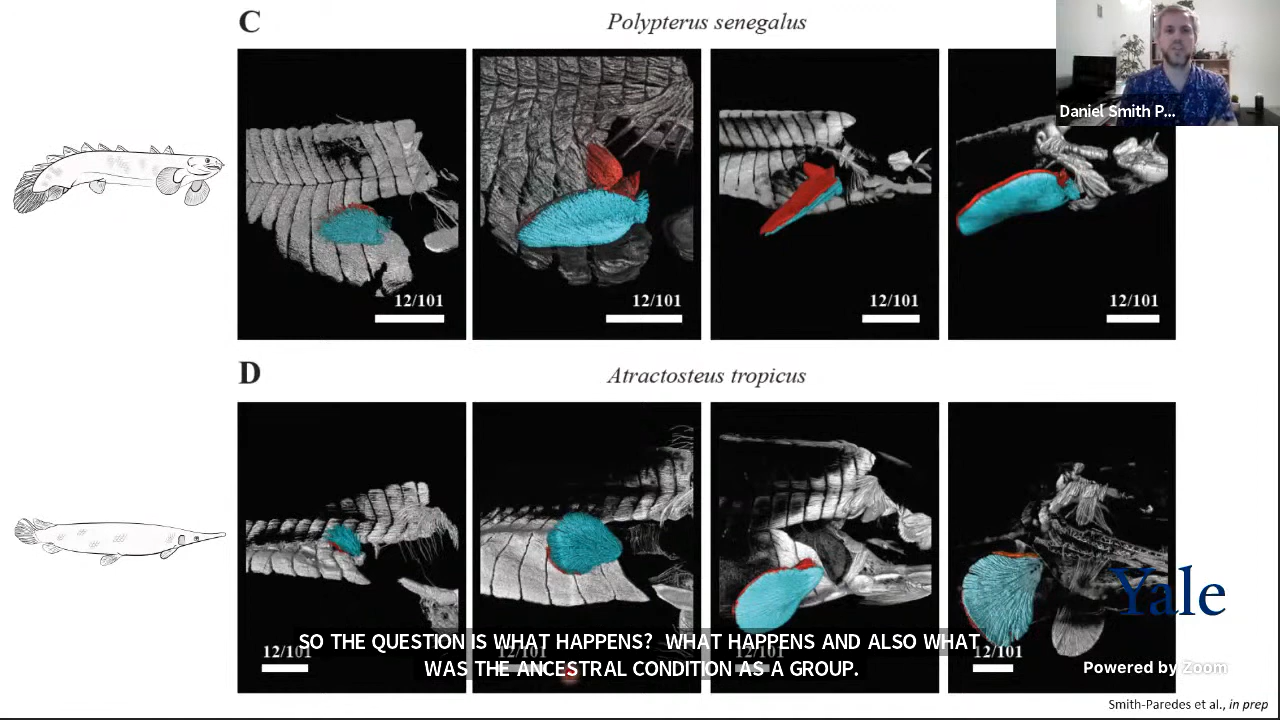 C
Polypterus senegalus
Daniel Smith P...
12/101
12/101
12/101
12/101
D
Atractosteus tropicus
Yale
SO THE QUESTION IS WHAT HAPPENS? WHAT HAPPENS AND ALSO WHAT
WAS THE ANCESTRAL CONDITION AS A GROUP.
12/101
12/101
12/101
12/101
Powered by Zoom
Smith-Paredes et al., in prep